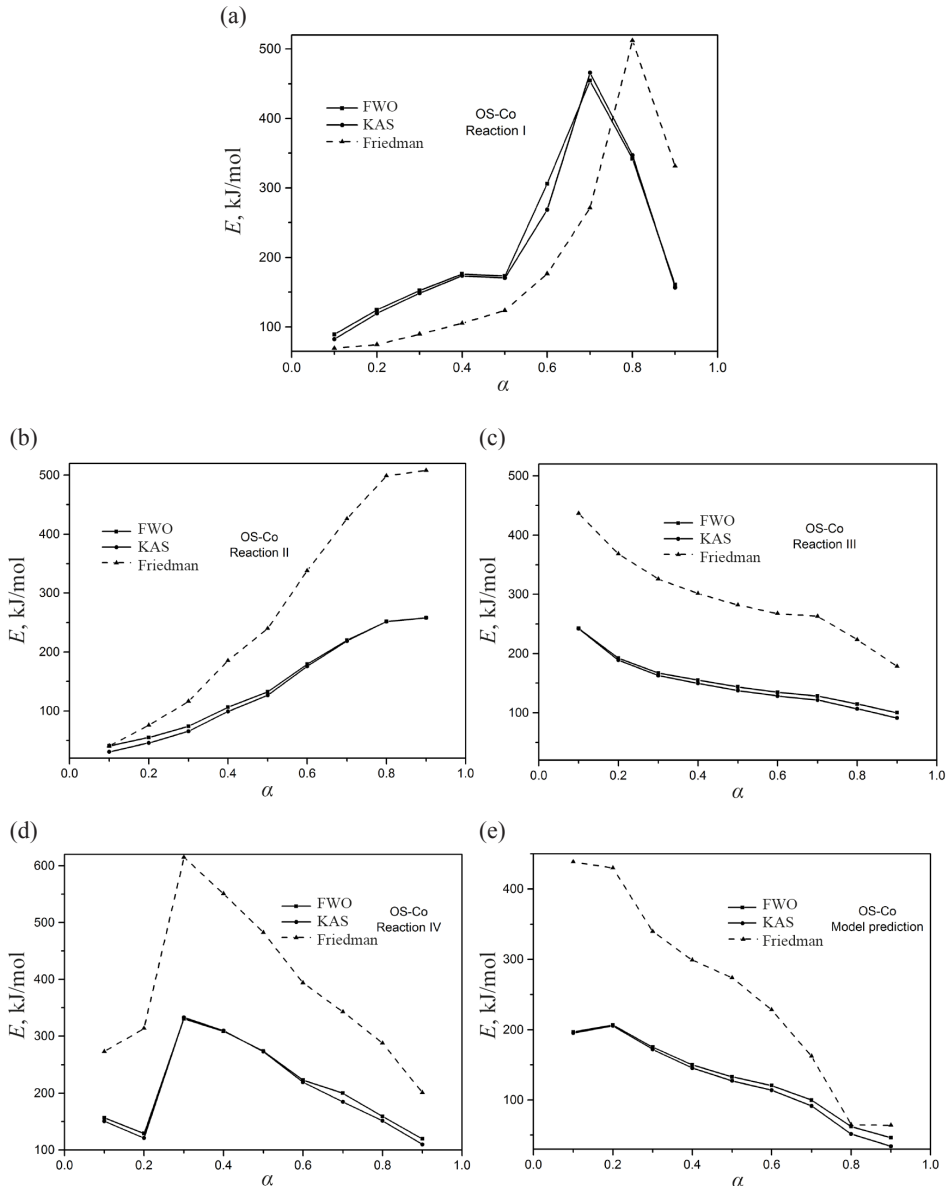 (a)
E, kJ/mol
500
400
300
200
100
FWO
KAS
Friedman
OS-Co
Reaction I
0.0 0.2 0.4 0.6 0.8 1.0
α
(b)
E, kJ/mol
500
400
300
200
100
FWO
KAS
Friedman
OS-Co
Reaction II
0.0 0.2 0.4 0.6 0.8 1.0
α
(c)
E, kJ/mol
500
400
300
200
100
FWO
KAS
Friedman
OS-Co
Reaction III
0.0 0.2 0.4 0.6 0.8 1.0
α
(d)
E, kJ/mol
600
500
400
300
200
100
FWO
KAS
Friedman
OS-Co
Reaction IV
0.0 0.2 0.4 0.6 0.8 1.0
α
(e)
E, kJ/mol
400
300
200
100
FWO
KAS
Friedman
OS-Co
Model prediction
0.0 0.2 0.4 0.6 0.8 1.0
α